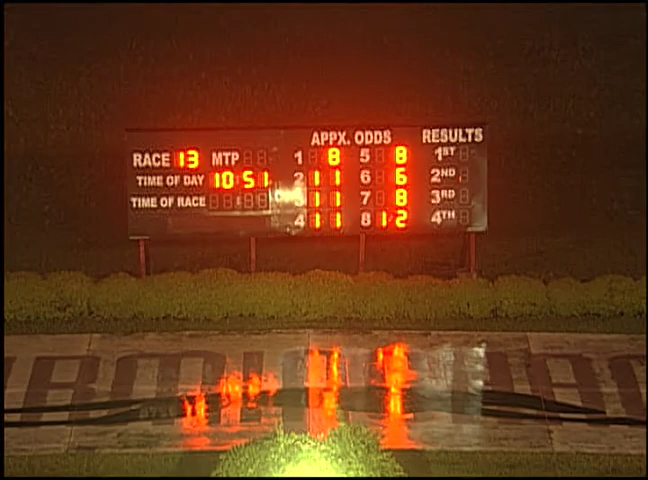 APPX. ODDS RESULTS
RACE 13 MTP 1 8 5 8 1ST
TIME OF DAY 10 51 2 11 6 6 2ND
TIME OF RACE 3 11 7 8 3RD
4 11 8 12 4TH